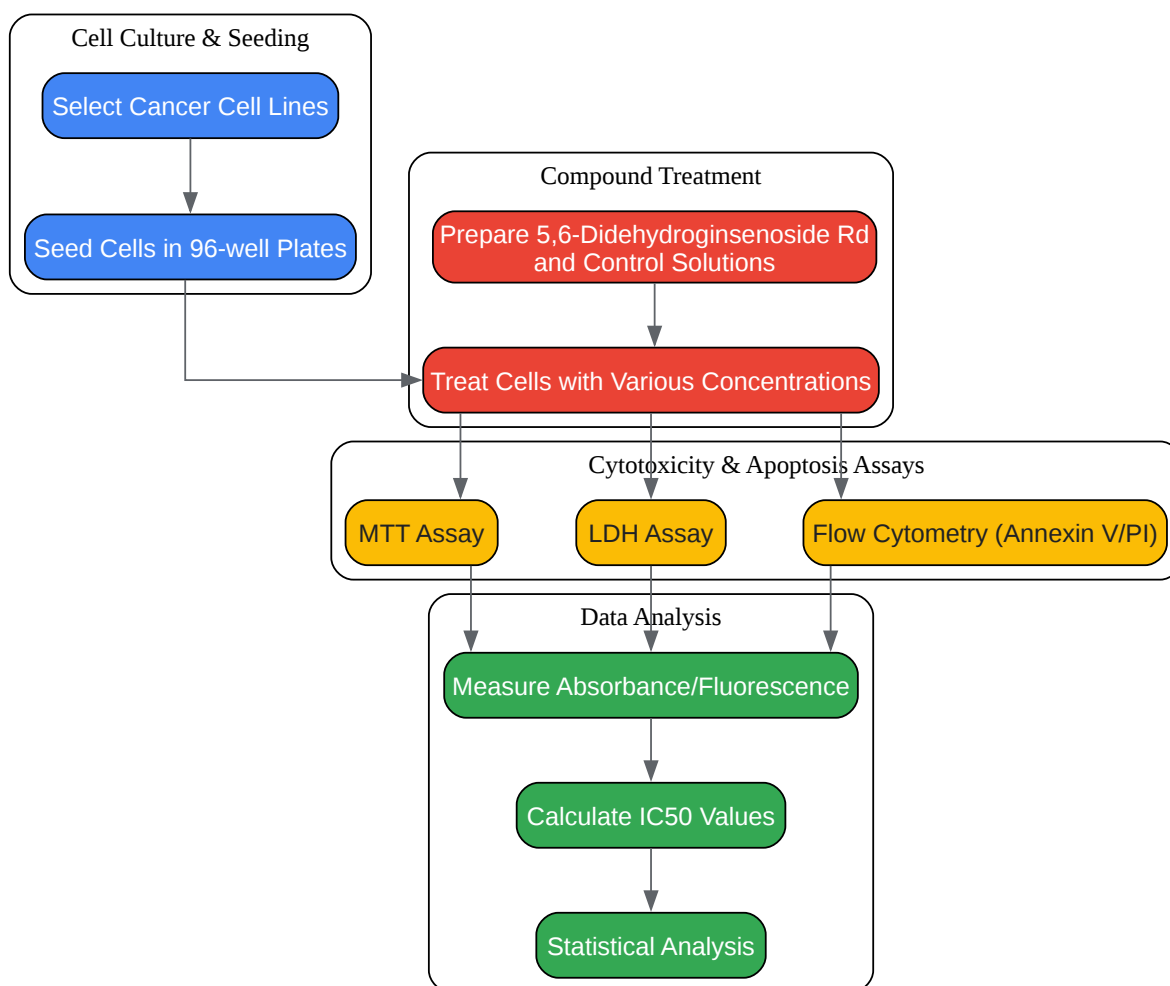 Cell Culture & Seeding
Select Cancer Cell Lines
Seed Cells in 96-well Plates
Compound Treatment
Prepare 5,6-Didehydroginsenoside Rd
and Control Solutions
Treat Cells with Various Concentrations
Cytotoxicity & Apoptosis Assays
MTT Assay
LDH Assay
Flow Cytometry (Annexin V/PI)
Data Analysis
Measure Absorbance/Fluorescence
Calculate IC50 Values
Statistical Analysis